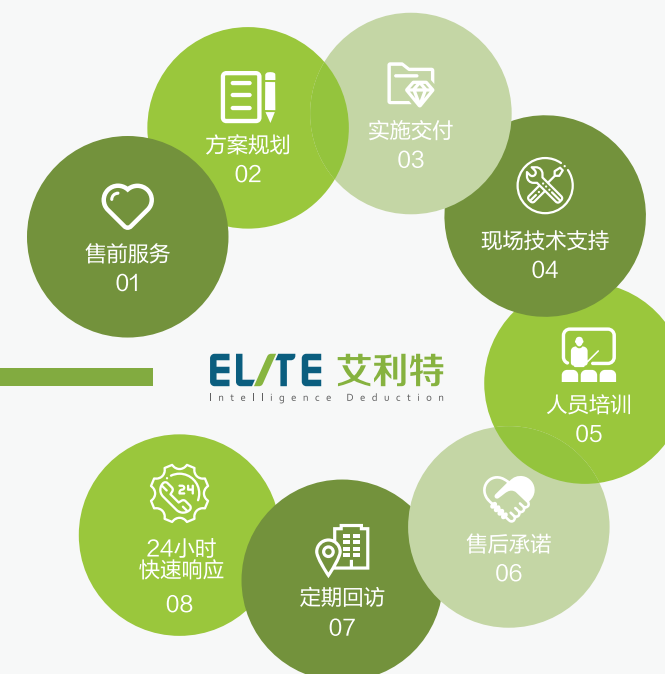 售前服务
01
方案规划
02
实施交付
03
现场技术支持
04
人员培训
05
售后承诺
06
定期回访
07
24
24小时
快速响应
08
ELITE 艾利特
Intelligence Deduction